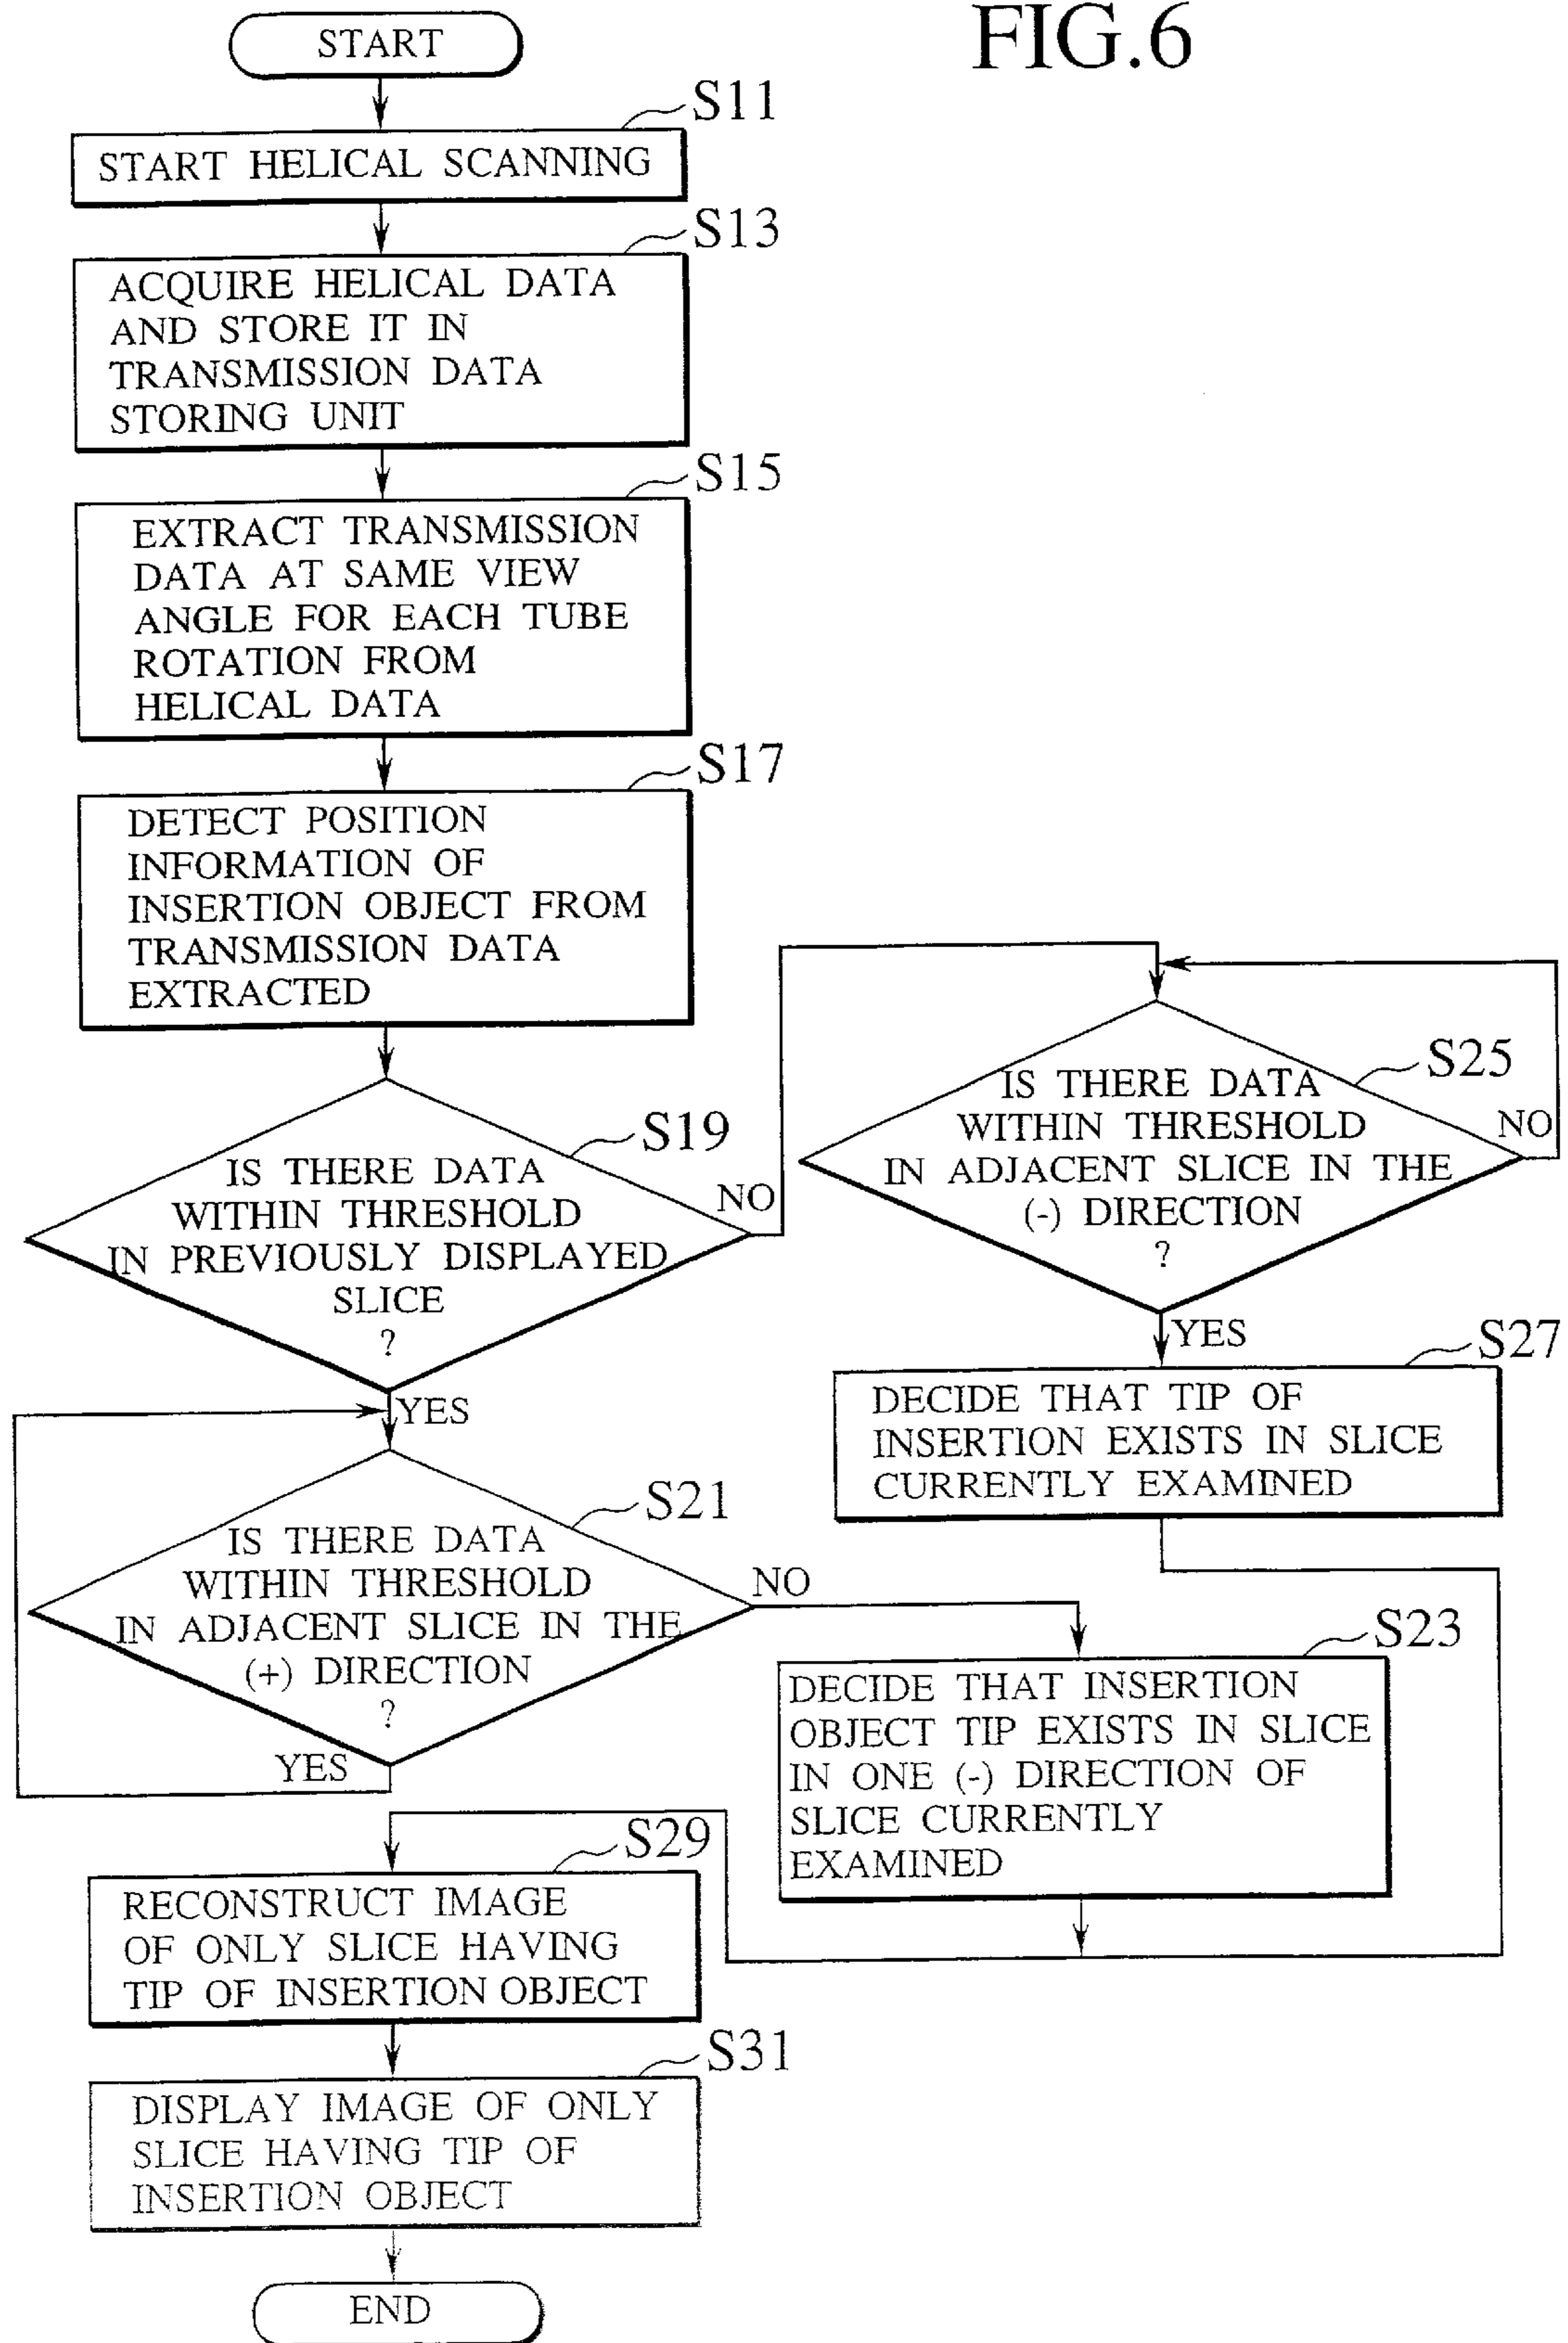 FIG.6
START
S11
START HELICAL SCANNING
S13
ACQUIRE HELICAL DATA
AND STORE IT IN
TRANSMISSION DATA
STORING UNIT
S15
EXTRACT TRANSMISSION
DATA AT SAME VIEW
ANGLE FOR EACH TUBE
ROTATION FROM
HELICAL DATA
S17
DETECT POSITION
INFORMATION OF
INSERTION OBJECT FROM
TRANSMISSION DATA
EXTRACTED
S19
IS THERE DATA
WITHIN THRESHOLD
IN PREVIOUSLY DISPLAYED
SLICE
?
NO
YES
S25
IS THERE DATA
WITHIN THRESHOLD
IN ADJACENT SLICE IN THE
(-) DIRECTION
?
NO
YES
S27
DECIDE THAT TIP OF
INSERTION EXISTS IN SLICE
CURRENTLY EXAMINED
S21
IS THERE DATA
WITHIN THRESHOLD
IN ADJACENT SLICE IN THE
(+) DIRECTION
?
NO
YES
S23
DECIDE THAT INSERTION
OBJECT TIP EXISTS IN SLICE
IN ONE (-) DIRECTION OF
SLICE CURRENTLY
EXAMINED
S29
RECONSTRUCT IMAGE
OF ONLY SLICE HAVING
TIP OF INSERTION OBJECT
S31
DISPLAY IMAGE OF ONLY
SLICE HAVING TIP OF
INSERTION OBJECT
END